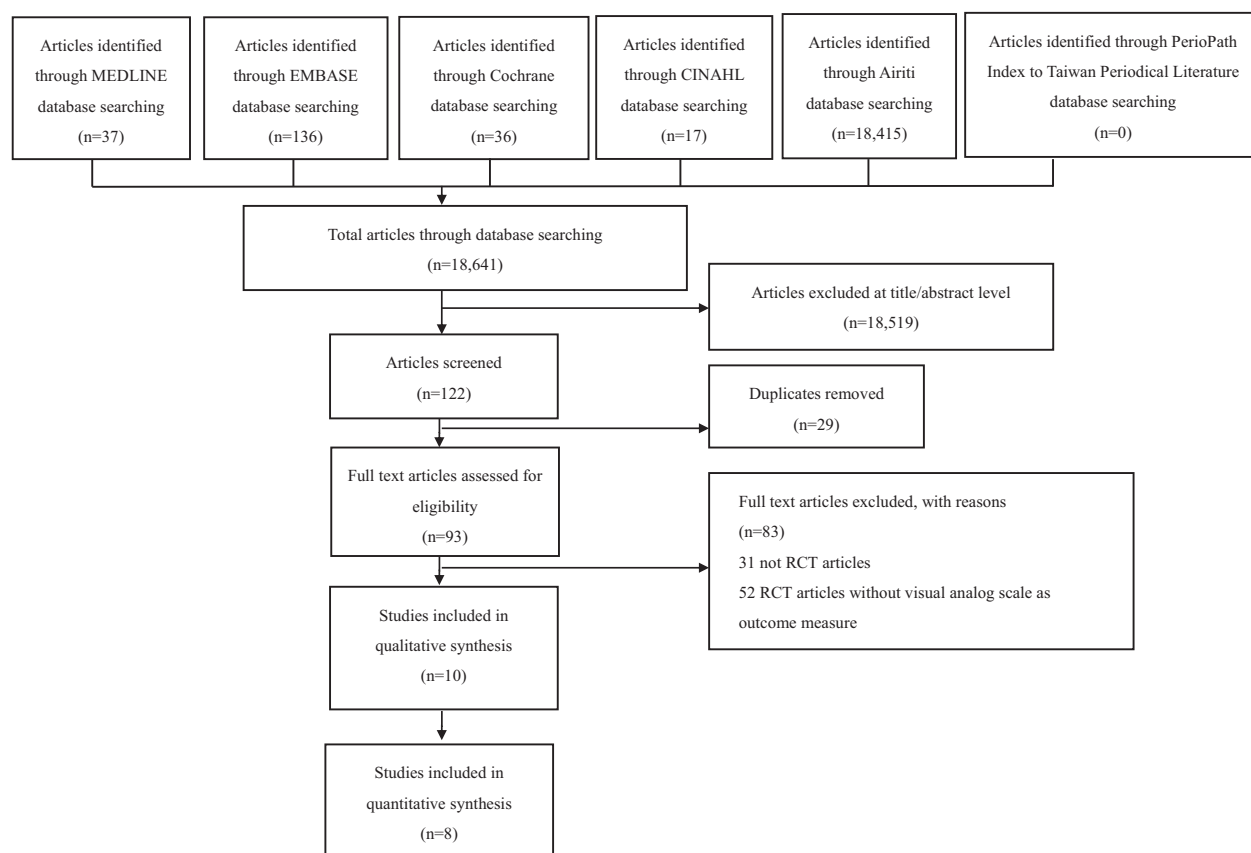 Articles identified
through MEDLINE
database searching
(n=37)
Articles identified
through EMBASE
database searching
(n=136)
Articles identified
through Cochrane
database searching
(n=36)
Articles identified
through CINAHL
database searching
(n=17)
Articles identified
through Airiti
database searching
(n=18,415)
Articles identified through PerioPath
Index to Taiwan Periodical Literature
database searching
(n=0)
Total articles through database searching
(n=18,641)
Articles excluded at title/abstract level
(n=18,519)
Articles screened
(n=122)
Duplicates removed
(n=29)
Full text articles assessed for
eligibility
(n=93)
Full text articles excluded, with reasons
(n=83)
31 not RCT articles
52 RCT articles without visual analog scale as
outcome measure
Studies included in
qualitative synthesis
(n=10)
Studies included in
quantitative synthesis
(n=8)